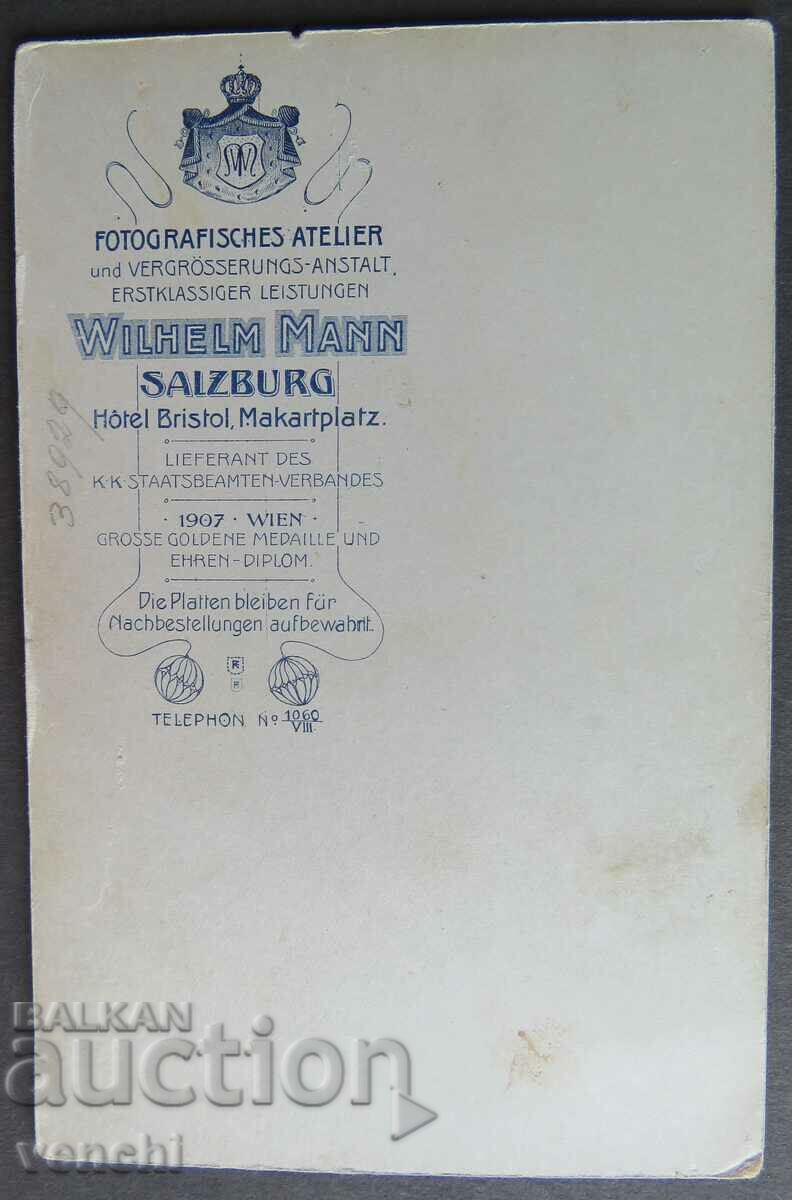 WM
FOTOGRAFISCHES ATELIER
und VERGRÖSSERUNGS-ANSTALT,
ERSTKLASSIGER LEISTUNGEN
WILHELM MANN
SALZBURG
Hôtel Bristol, Makartplatz.
LIEFERANT DES
K·K·STAATSBEAMTEN-VERBANDES
· 1907 · WIEN ·
GROSSE GOLDENE MEDAILLE UND
EHREN-DIPLOM.
Die Platten bleiben für
Nachbestellungen aufbewahrt.
TELEPHON No 1060/VIII
38929
BALKAN
auction
venchi